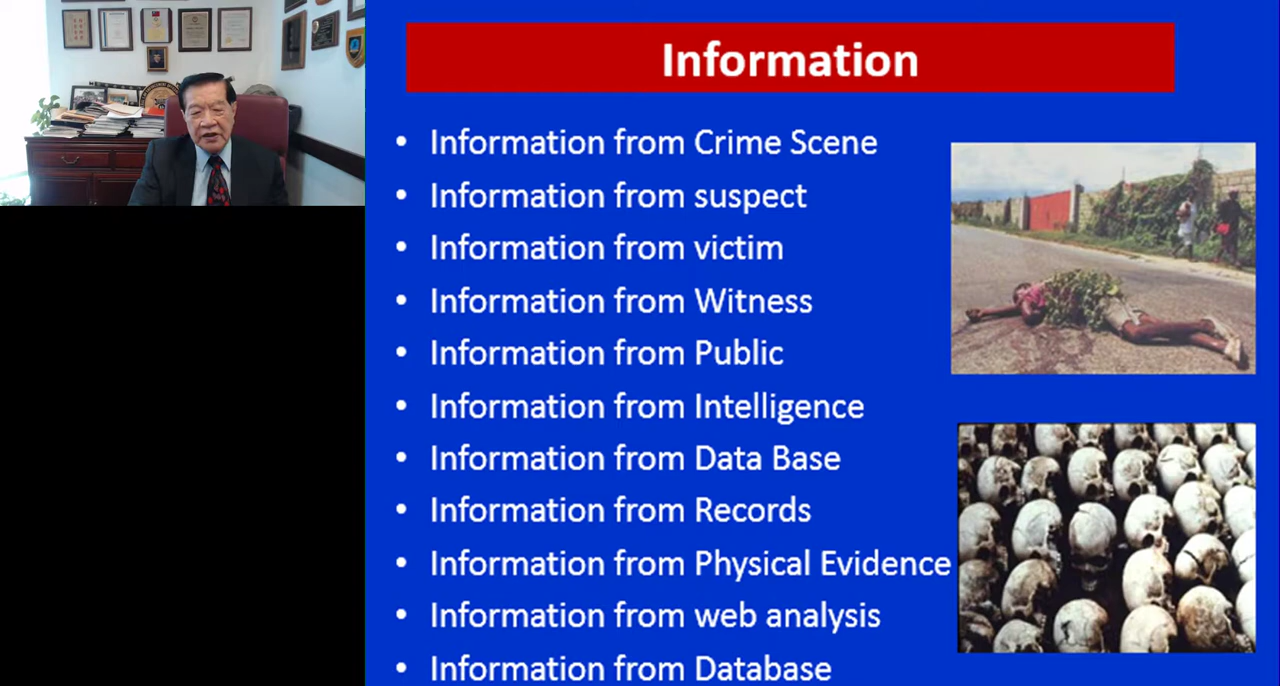 Information
• Information from Crime Scene
• Information from suspect
• Information from victim
• Information from Witness
• Information from Public
• Information from Intelligence
• Information from Data Base
• Information from Records
• Information from Physical Evidence
• Information from web analysis
• Information from Database